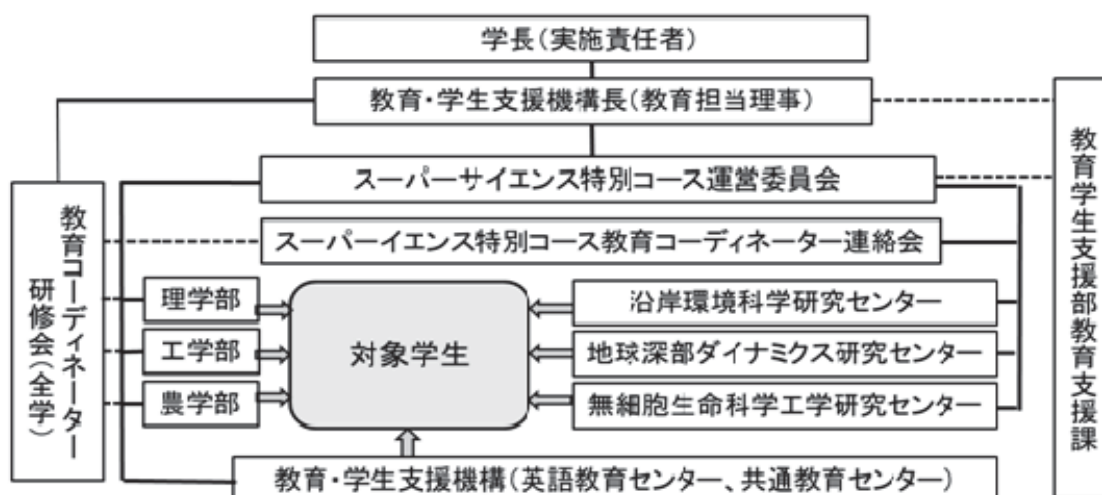 学長(実施責任者)
教育・学生支援機構長(教育担当理事)
スーパーサイエンス特別コース運営委員会
スーパーイエンス特別コース教育コーディネーター連絡会
教育コーディネーター
研修会(全学)
理学部
工学部
農学部
対象学生
沿岸環境科学研究センター
地球深部ダイナミクス研究センター
無細胞生命科学工学研究センター
教育・学生支援機構(英語教育センター、共通教育センター)
教育学生支援部教育支援課